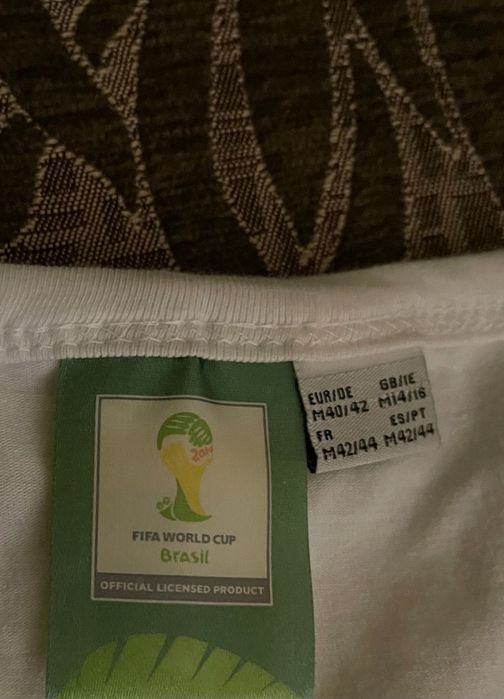 2014
FIFA WORLD CUP
Brasil
OFFICIAL LICENSED PRODUCT
EUR/DE
M40/42
GB/IE
M14/16
FR
M42/44
ES/PT
M42/44